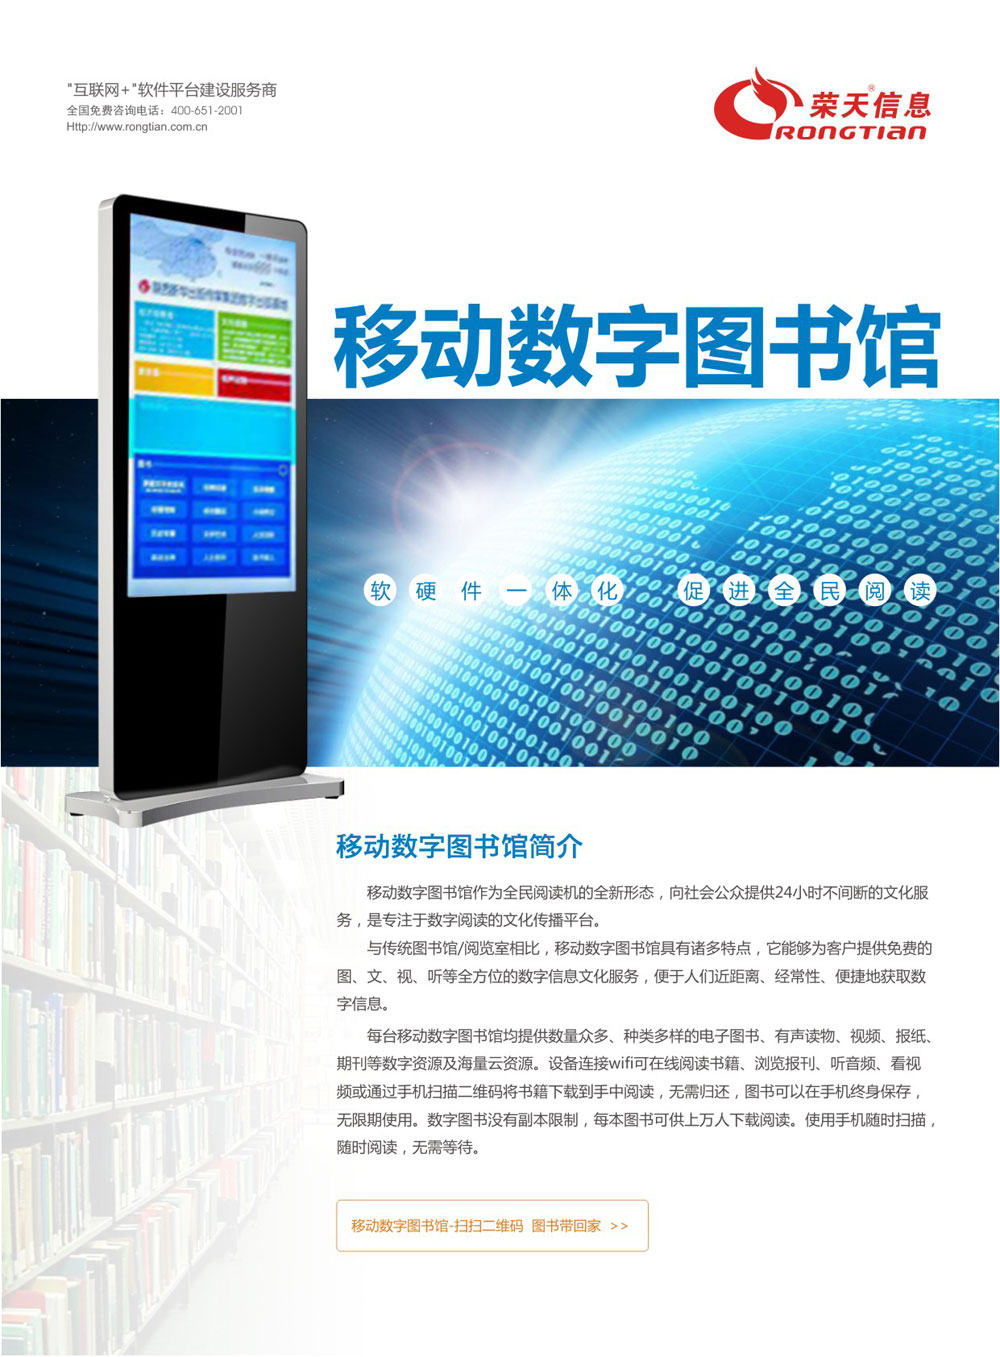 "互联网+"软件平台建设服务商
全国免费咨询电话：400-651-2001
Http://www.rongtian.com.cn
荣天信息®
RONGTIAN
移动数字图书馆
软硬件一体化 促进全民阅读
移动数字图书馆简介
移动数字图书馆作为全民阅读机的全新形态，向社会公众提供24小时不间断的文化服
务，是专注于数字阅读的文化传播平台。
与传统图书馆/阅览室相比，移动数字图书馆具有诸多特点，它能够为客户提供免费的
图、文、视、听等全方位的数字信息文化服务，便于人们近距离、经常性、便捷地获取数
字信息。
每台移动数字图书馆均提供数量众多、种类多样的电子图书、有声读物、视频、报纸、
期刊等数字资源及海量云资源。设备连接wifi可在线阅读书籍、浏览报刊、听音频、看视
频或通过手机扫描二维码将书籍下载到手中阅读，无需归还，图书可以在手机终身保存，
无限期使用。数字图书没有副本限制，每本图书可供上万人下载阅读。使用手机随时扫描，
随时阅读，无需等待。
移动数字图书馆-扫扫二维码 图书带回家 >>